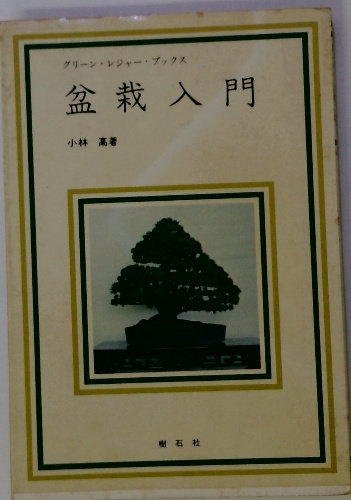 グリーン・レジャー・ブックス
盆栽入門
小林 高著
樹石社